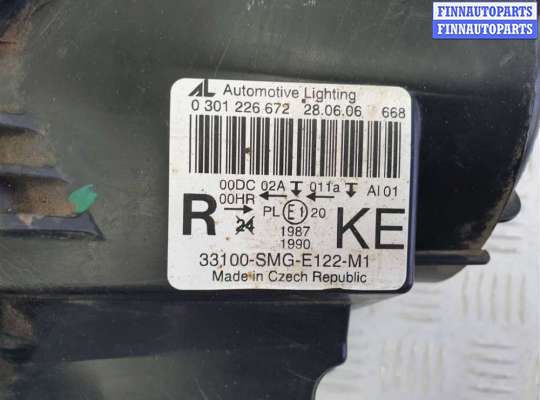 FINNAUTOPARTS
FINNAUTOPARTS
AL Automotive Lighting
0 301 226 672 28.06.06 668
00DC 02A 011a AI 01
00HR
R 24 PL E1 20 KE
1987
1990
33100-SMG-E122-M1
Made in Czech Republic